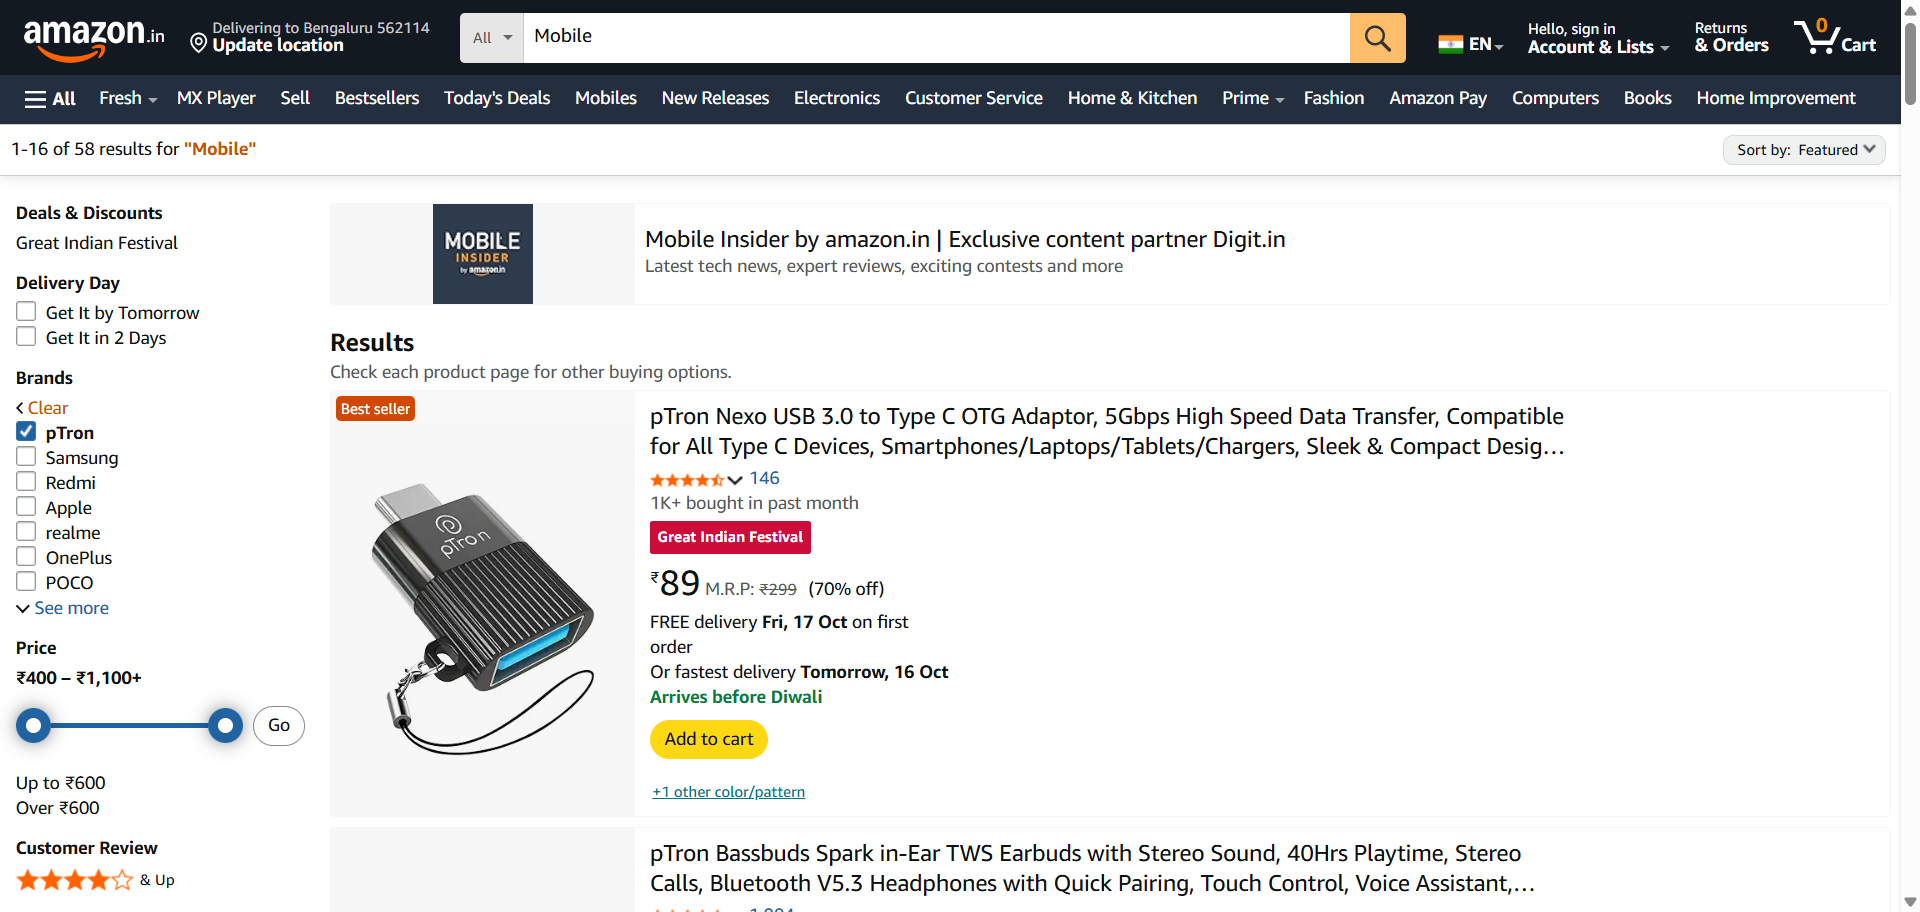 amazon.in
Delivering to Bengaluru 562114
Update location
All
Mobile
EN
Hello, sign in
Account & Lists
Returns
& Orders
0
Cart
All
Fresh
MX Player
Sell
Bestsellers
Today's Deals
Mobiles
New Releases
Electronics
Customer Service
Home & Kitchen
Prime
Fashion
Amazon Pay
Computers
Books
Home Improvement
1-16 of 58 results for "Mobile"
Sort by: Featured
Deals & Discounts
Great Indian Festival
Delivery Day
Get It by Tomorrow
Get It in 2 Days
Brands
Clear
pTron
Samsung
Redmi
Apple
realme
OnePlus
POCO
See more
Price
₹400 – ₹1,100+
Go
Up to ₹600
Over ₹600
Customer Review
& Up
MOBILE
INSIDER
by amazon.in
Mobile Insider by amazon.in | Exclusive content partner Digit.in
Latest tech news, expert reviews, exciting contests and more
Results
Check each product page for other buying options.
Best seller
pTron
pTron Nexo USB 3.0 to Type C OTG Adaptor, 5Gbps High Speed Data Transfer, Compatible
for All Type C Devices, Smartphones/Laptops/Tablets/Chargers, Sleek & Compact Desig…
146
1K+ bought in past month
Great Indian Festival
₹89 M.R.P: ₹299 (70% off)
FREE delivery Fri, 17 Oct on first
order
Or fastest delivery Tomorrow, 16 Oct
Arrives before Diwali
Add to cart
+1 other color/pattern
pTron Bassbuds Spark in-Ear TWS Earbuds with Stereo Sound, 40Hrs Playtime, Stereo
Calls, Bluetooth V5.3 Headphones with Quick Pairing, Touch Control, Voice Assistant,…